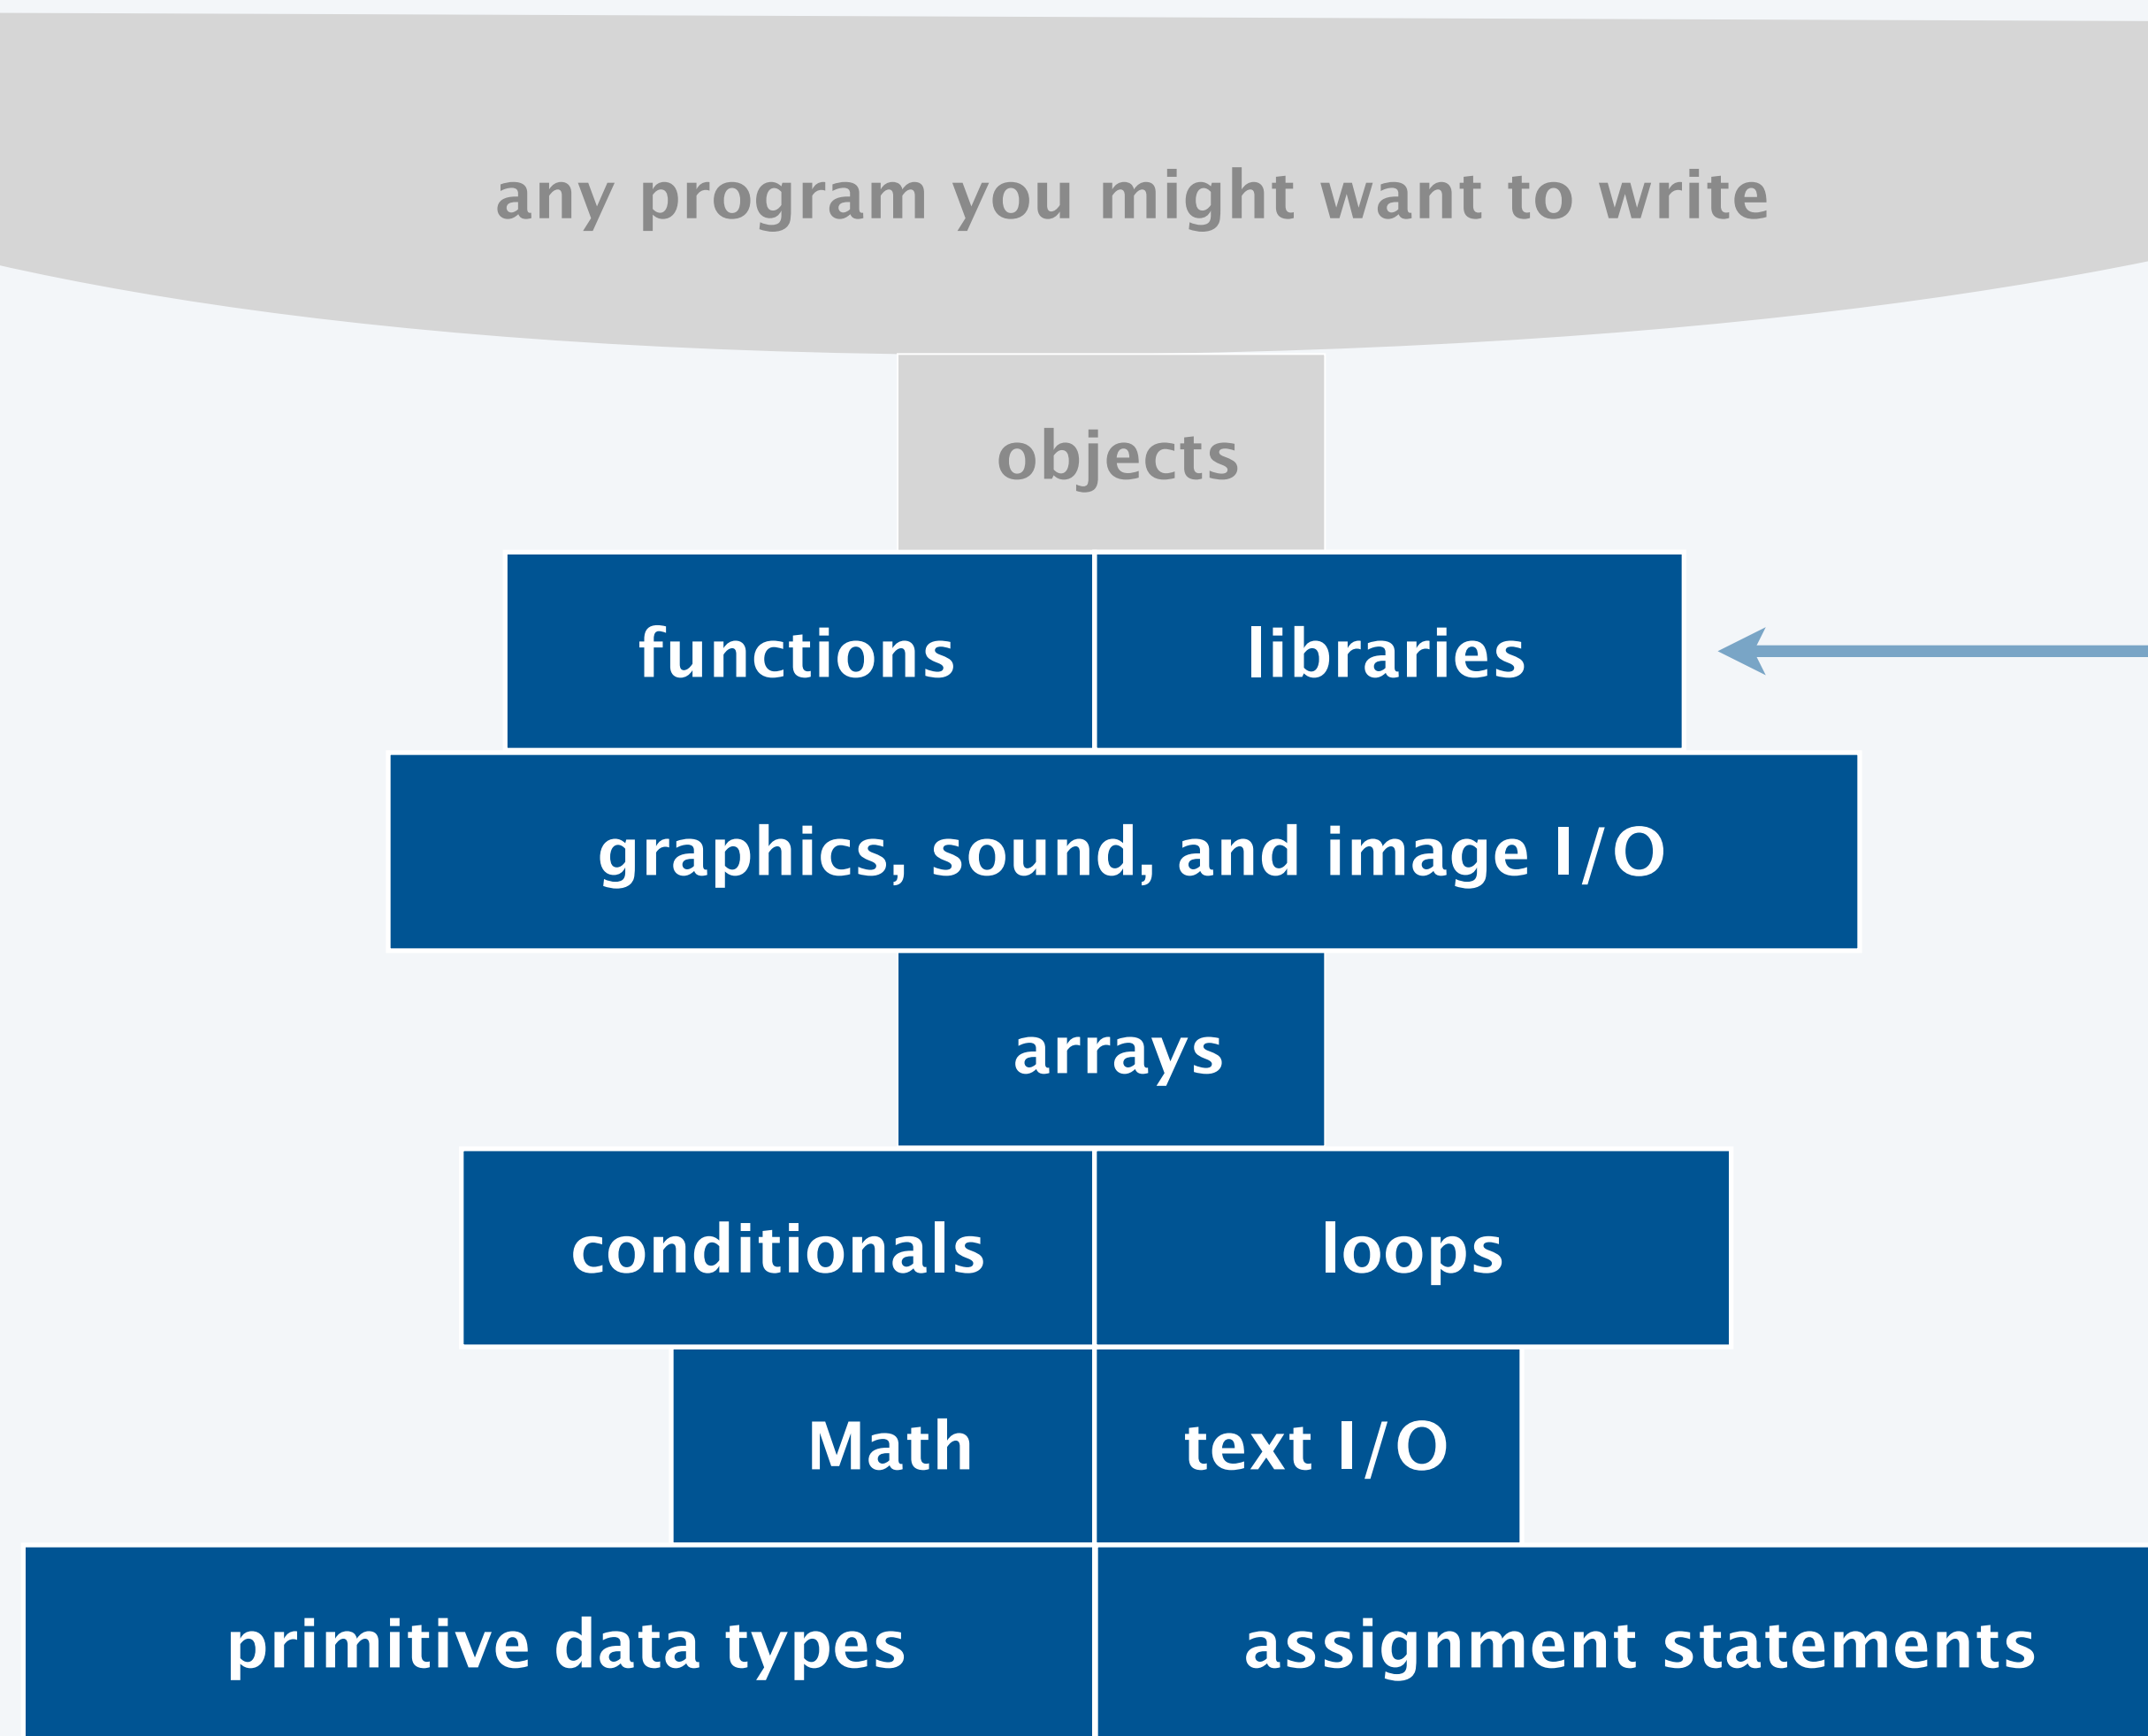 any program you might want to write
objects
functions libraries
graphics, sound, and image I/O
arrays
conditionals loops
Math text I/O
primitive data types assignment statements